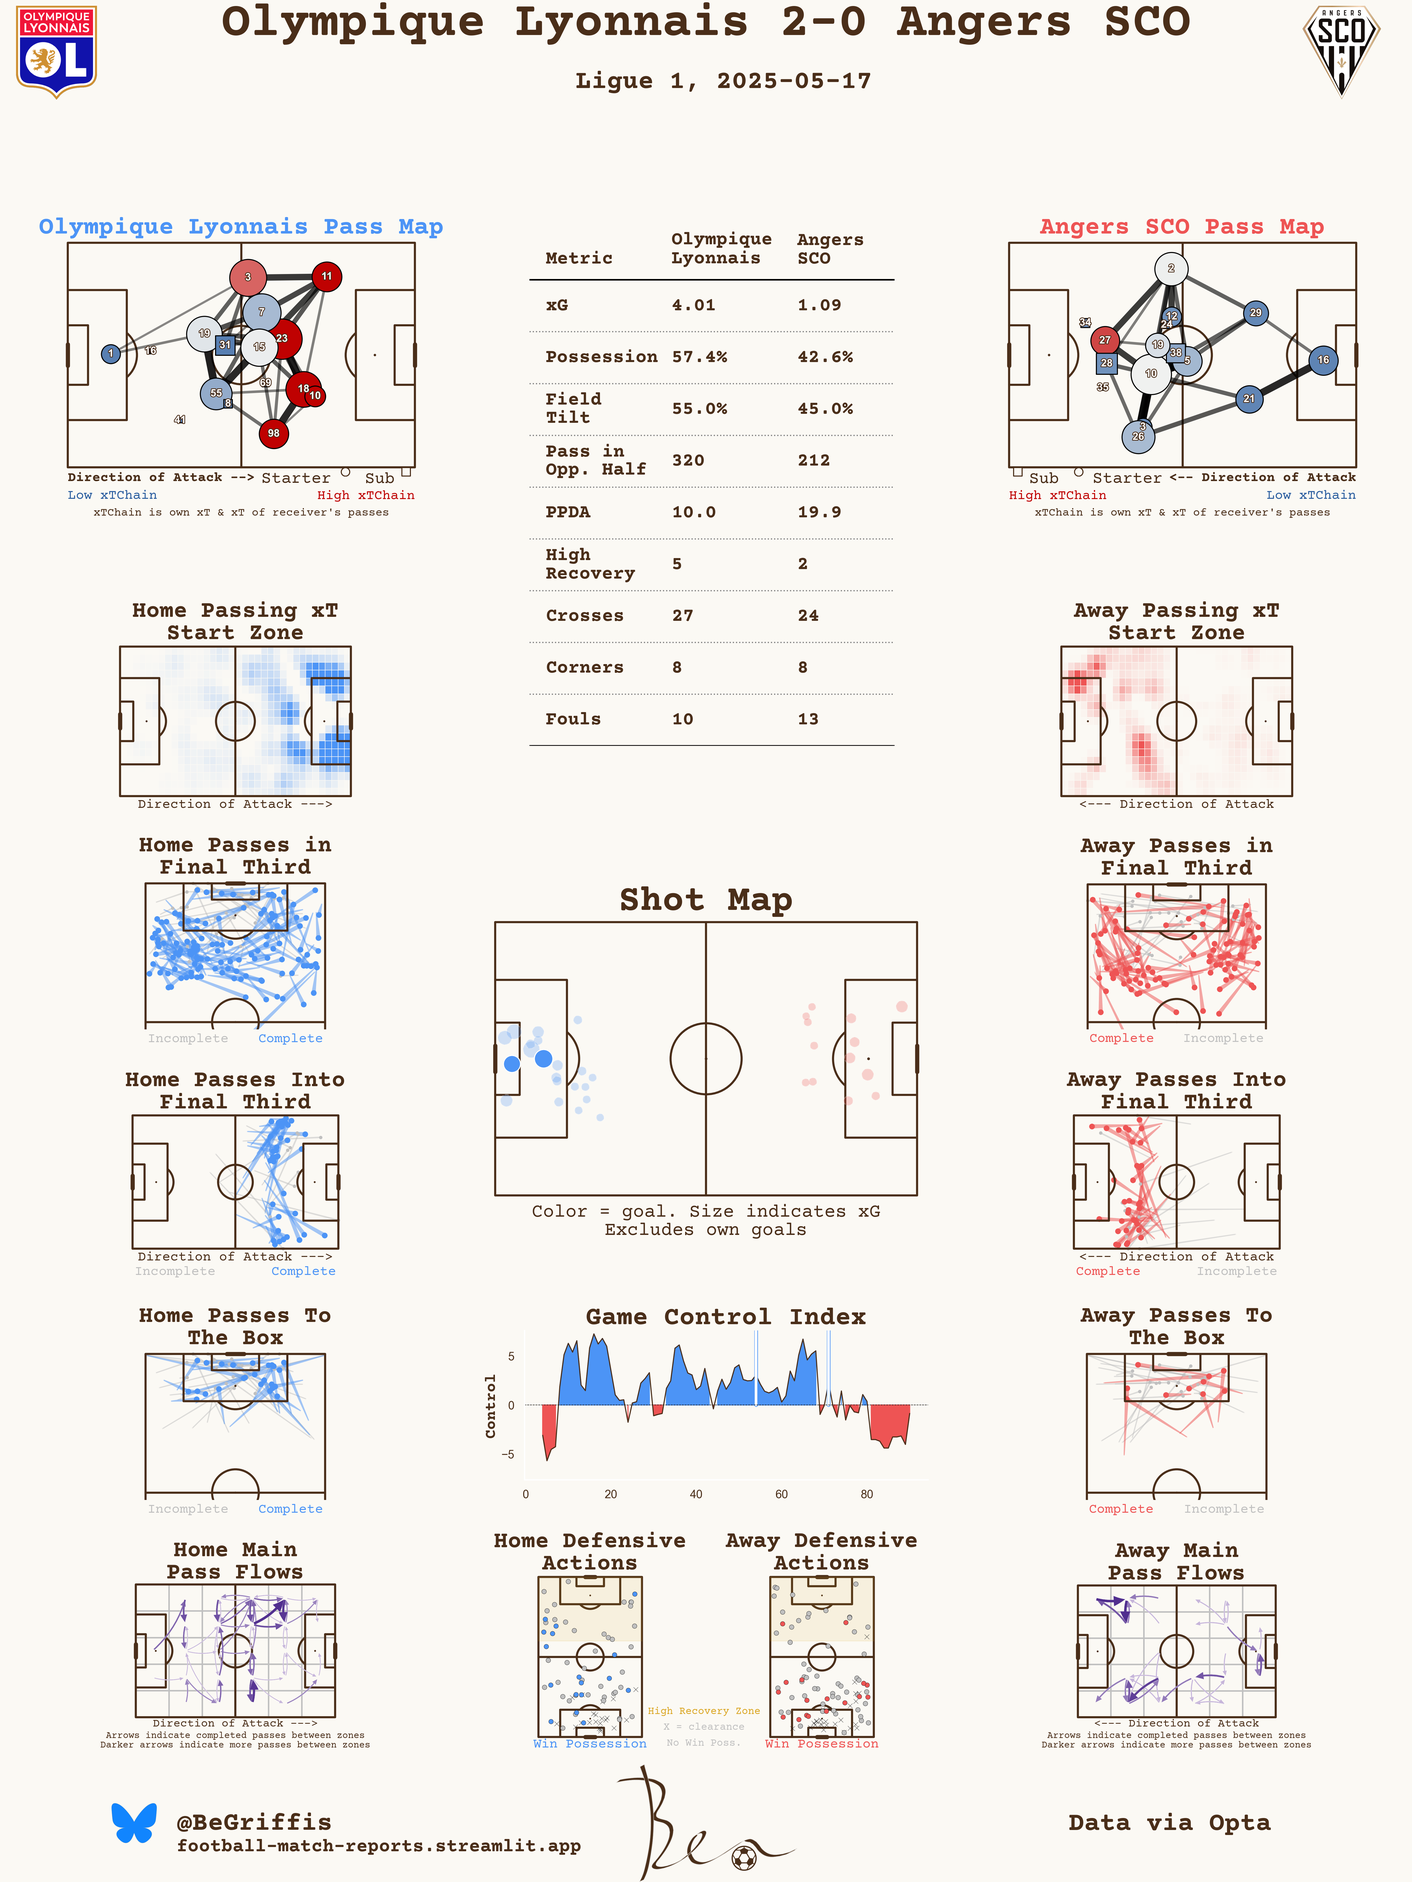 Olympique Lyonnais 2-0 Angers SCO
Ligue 1, 2025-05-17
OLYMPIQUE
LYONNAIS
OL
ANGERS
SCO
Olympique Lyonnais Pass Map
3
11
7
19
23
31
15
1
16
55
8
69
18
10
41
98
Direction of Attack --> Starter Sub
Low xTChain High xTChain
xTChain is own xT & xT of receiver's passes
Metric Olympique Lyonnais Angers SCO
xG 4.01 1.09
Possession 57.4% 42.6%
Field Tilt 55.0% 45.0%
Pass in Opp. Half 320 212
PPDA 10.0 19.9
High Recovery 5 2
Crosses 27 24
Corners 8 8
Fouls 10 13
Angers SCO Pass Map
2
34
12
24
29
27
19
38
5
28
10
16
35
21
3
26
Sub Starter <-- Direction of Attack
High xTChain Low xTChain
xTChain is own xT & xT of receiver's passes
Home Passing xT
Start Zone
Direction of Attack --->
Away Passing xT
Start Zone
<--- Direction of Attack
Home Passes in
Final Third
Incomplete Complete
Away Passes in
Final Third
Complete Incomplete
Shot Map
Color = goal. Size indicates xG
Excludes own goals
Home Passes Into
Final Third
Direction of Attack --->
Incomplete Complete
Away Passes Into
Final Third
<--- Direction of Attack
Complete Incomplete
Game Control Index
Control
5
0
−5
0 20 40 60 80
Home Passes To
The Box
Incomplete Complete
Away Passes To
The Box
Complete Incomplete
Home Main
Pass Flows
Direction of Attack --->
Arrows indicate completed passes between zones
Darker arrows indicate more passes between zones
Home Defensive
Actions
Win Possession
High Recovery Zone
X = clearance
No Win Poss.
Away Defensive
Actions
Win Possession
Away Main
Pass Flows
<--- Direction of Attack
Arrows indicate completed passes between zones
Darker arrows indicate more passes between zones
@BeGriffis
football-match-reports.streamlit.app
Ben
Data via Opta